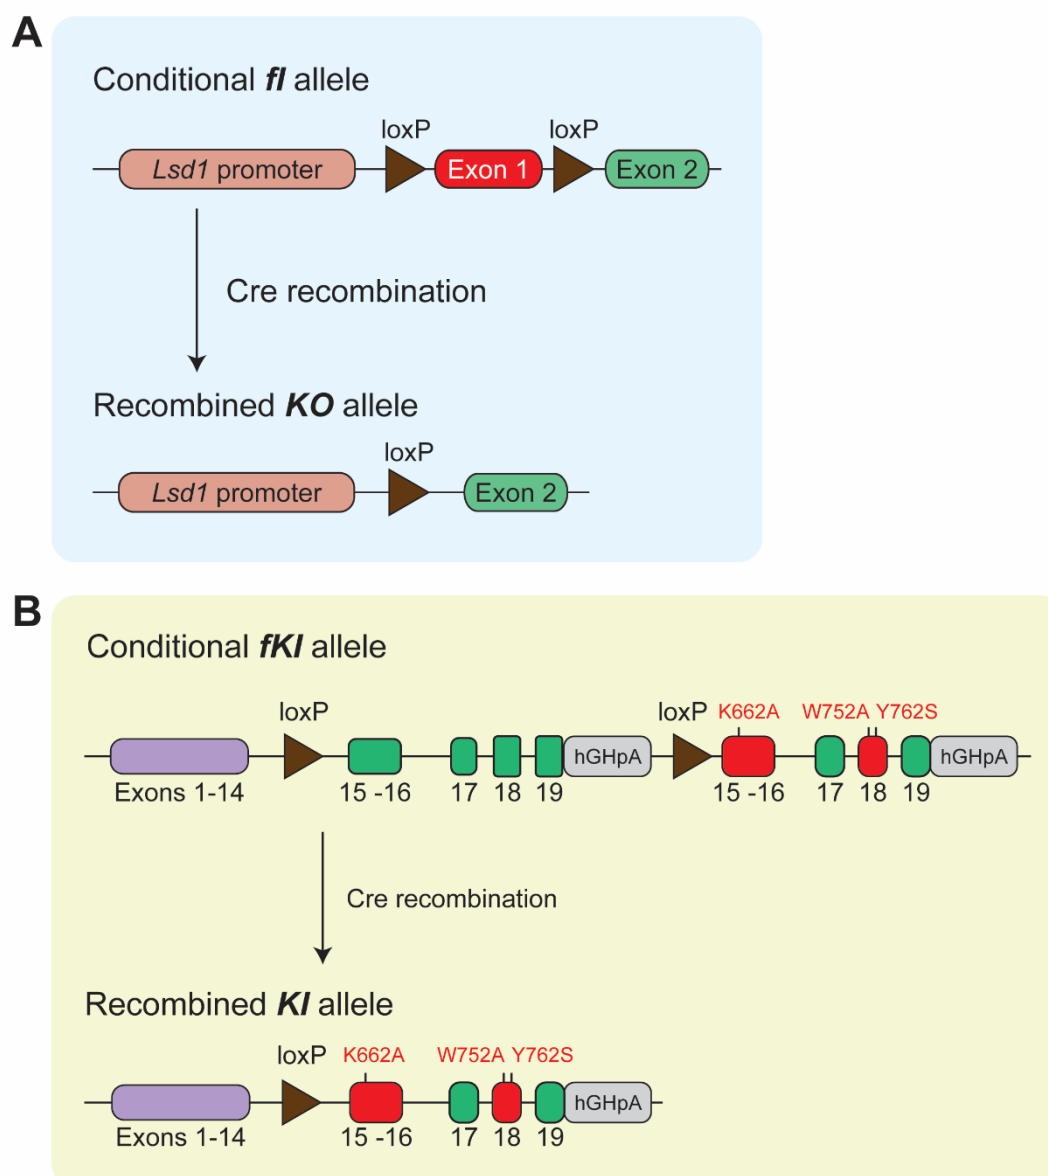 A
Conditional fl allele
loxP loxP
Lsd1 promoter Exon 1 Exon 2
Cre recombination
Recombined KO allele
loxP
Lsd1 promoter Exon 2
B
Conditional fKI allele
loxP loxP K662A W752A Y762S
hGHpA hGHpA
Exons 1-14 15 -16 17 18 19 15 -16 17 18 19
Cre recombination
Recombined KI allele
loxP K662A W752A Y762S
hGHpA
Exons 1-14 15 -16 17 18 19